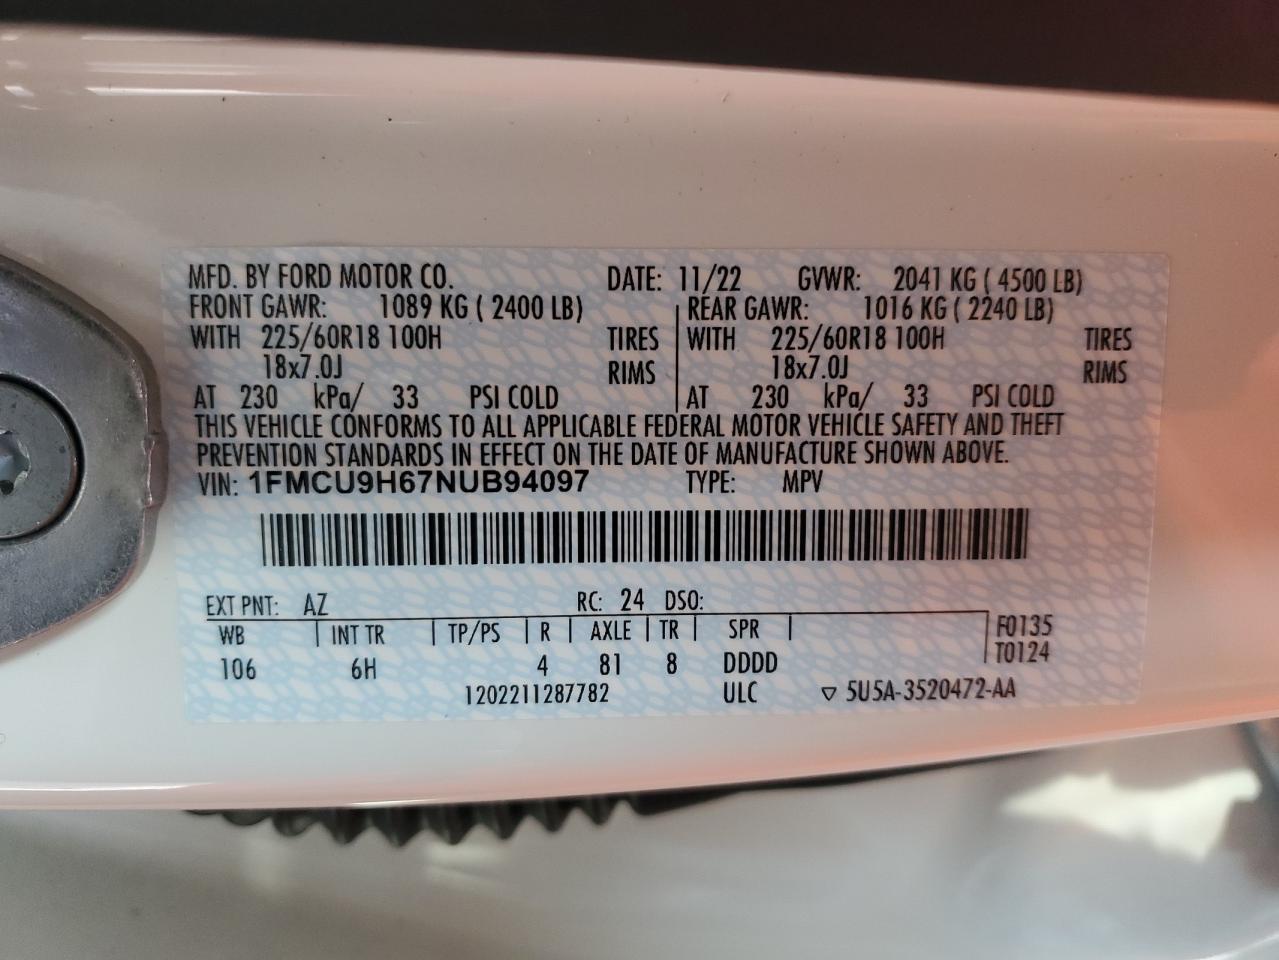 MFD. BY FORD MOTOR CO. DATE: 11/22 GVWR: 2041 KG ( 4500 LB)
FRONT GAWR: 1089 KG ( 2400 LB) REAR GAWR: 1016 KG ( 2240 LB)
WITH 225/60R18 100H TIRES WITH 225/60R18 100H TIRES
18x7.0J RIMS 18x7.0J RIMS
AT 230 kPa/ 33 PSI COLD AT 230 kPa/ 33 PSI COLD
THIS VEHICLE CONFORMS TO ALL APPLICABLE FEDERAL MOTOR VEHICLE SAFETY AND THEFT
PREVENTION STANDARDS IN EFFECT ON THE DATE OF MANUFACTURE SHOWN ABOVE.
VIN: 1FMCU9H67NUB94097 TYPE: MPV
EXT PNT: AZ RC: 24 DSO:
WB INT TR TP/PS R AXLE TR SPR F0135
106 6H 4 81 8 DDDD T0124
1202211287782 ULC ▽ 5U5A-3520472-AA